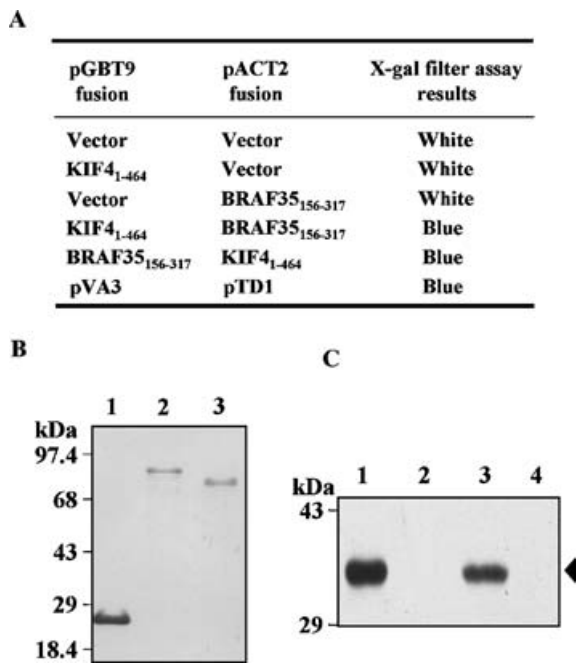 A
pGBT9 pACT2 X-gal filter assay
fusion fusion results
Vector Vector White
KIF4₁₋₄₆₄ Vector White
Vector BRAF35₁₅₆₋₃₁₇ White
KIF4₁₋₄₆₄ BRAF35₁₅₆₋₃₁₇ Blue
BRAF35₁₅₆₋₃₁₇ KIF4₁₋₄₆₄ Blue
pVA3 pTD1 Blue
B
1 2 3
kDa
97.4
68
43
29
18.4
C
1 2 3 4
kDa
43
29